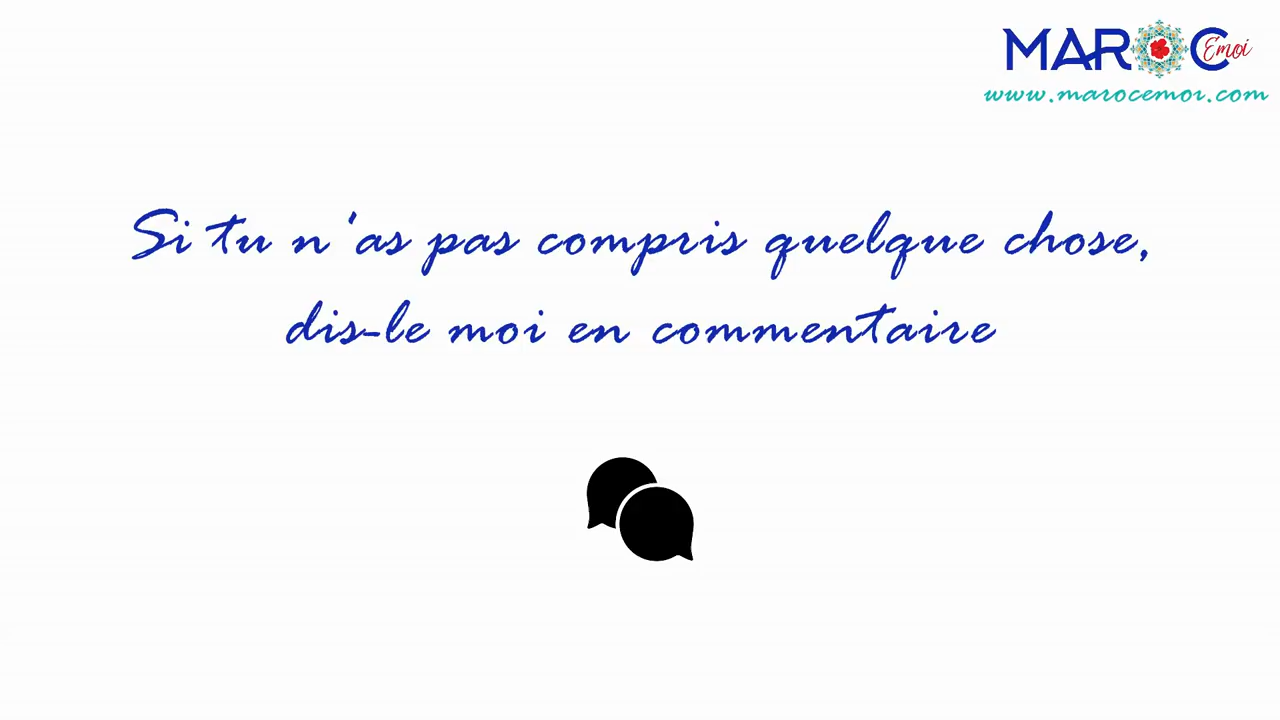 MAROC Emoi
www.marocemoi.com
Si tu n'as pas compris quelque chose,
dis-le moi en commentaire